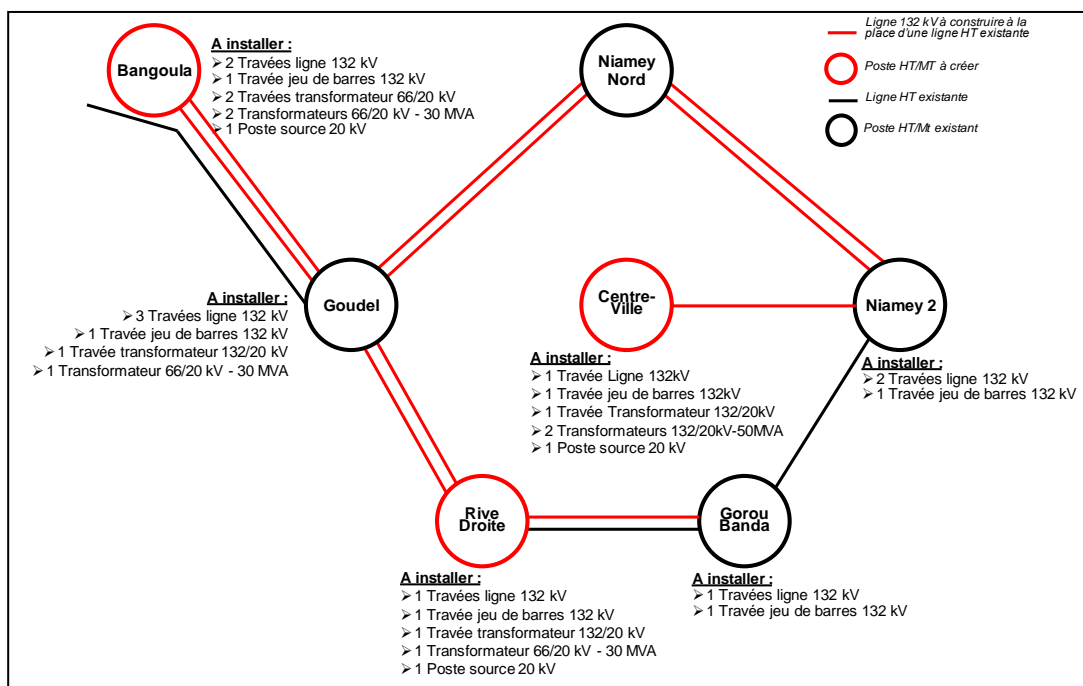 Bangoula
A installer :
➢ 2 Travées ligne 132 kV
➢ 1 Travée jeu de barres 132 kV
➢ 2 Travées transformateur 66/20 kV
➢ 2 Transformateurs 66/20 kV - 30 MVA
➢ 1 Poste source 20 kV
Niamey
Nord
Ligne 132 kV à construire à la
place d'une ligne HT existante
Poste HT/MT à créer
Ligne HT existante
Poste HT/Mt existant
Goudel
A installer :
➢ 3 Travées ligne 132 kV
➢ 1 Travée jeu de barres 132 kV
➢ 1 Travée transformateur 132/20 kV
➢ 1 Transformateur 66/20 kV - 30 MVA
Centre-
Ville
A installer :
➢ 1 Travée Ligne 132kV
➢ 1 Travée jeu de barres 132kV
➢ 1 Travée Transformateur 132/20kV
➢ 2 Transformateurs 132/20kV-50MVA
➢ 1 Poste source 20 kV
Niamey 2
A installer :
➢ 2 Travées ligne 132 kV
➢ 1 Travée jeu de barres 132 kV
Rive
Droite
A installer :
➢ 1 Travées ligne 132 kV
➢ 1 Travée jeu de barres 132 kV
➢ 1 Travée transformateur 132/20 kV
➢ 1 Transformateur 66/20 kV - 30 MVA
➢ 1 Poste source 20 kV
Gorou
Banda
A installer :
➢ 1 Travées ligne 132 kV
➢ 1 Travée jeu de barres 132 kV